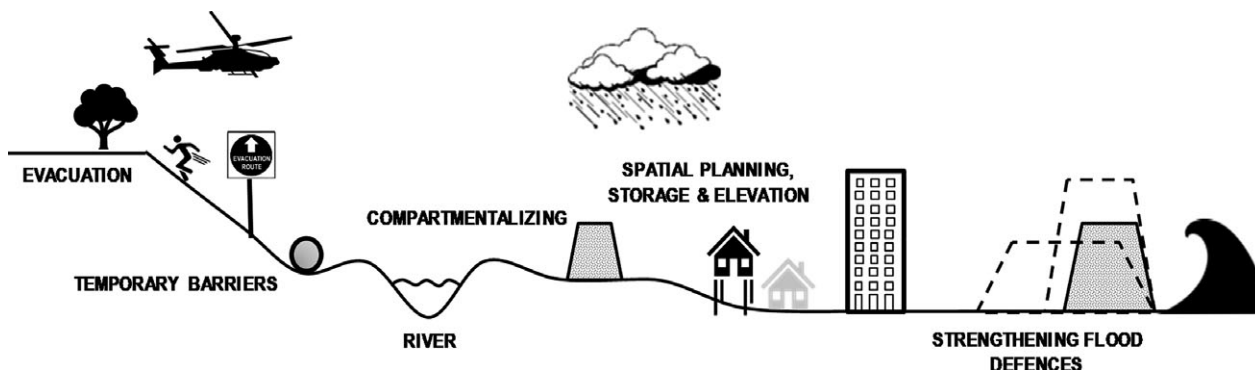 EVACUATION
ROUTE
EVACUATION
SPATIAL PLANNING,
STORAGE & ELEVATION
COMPARTMENTALIZING
TEMPORARY BARRIERS
RIVER
STRENGTHENING FLOOD
DEFENCES